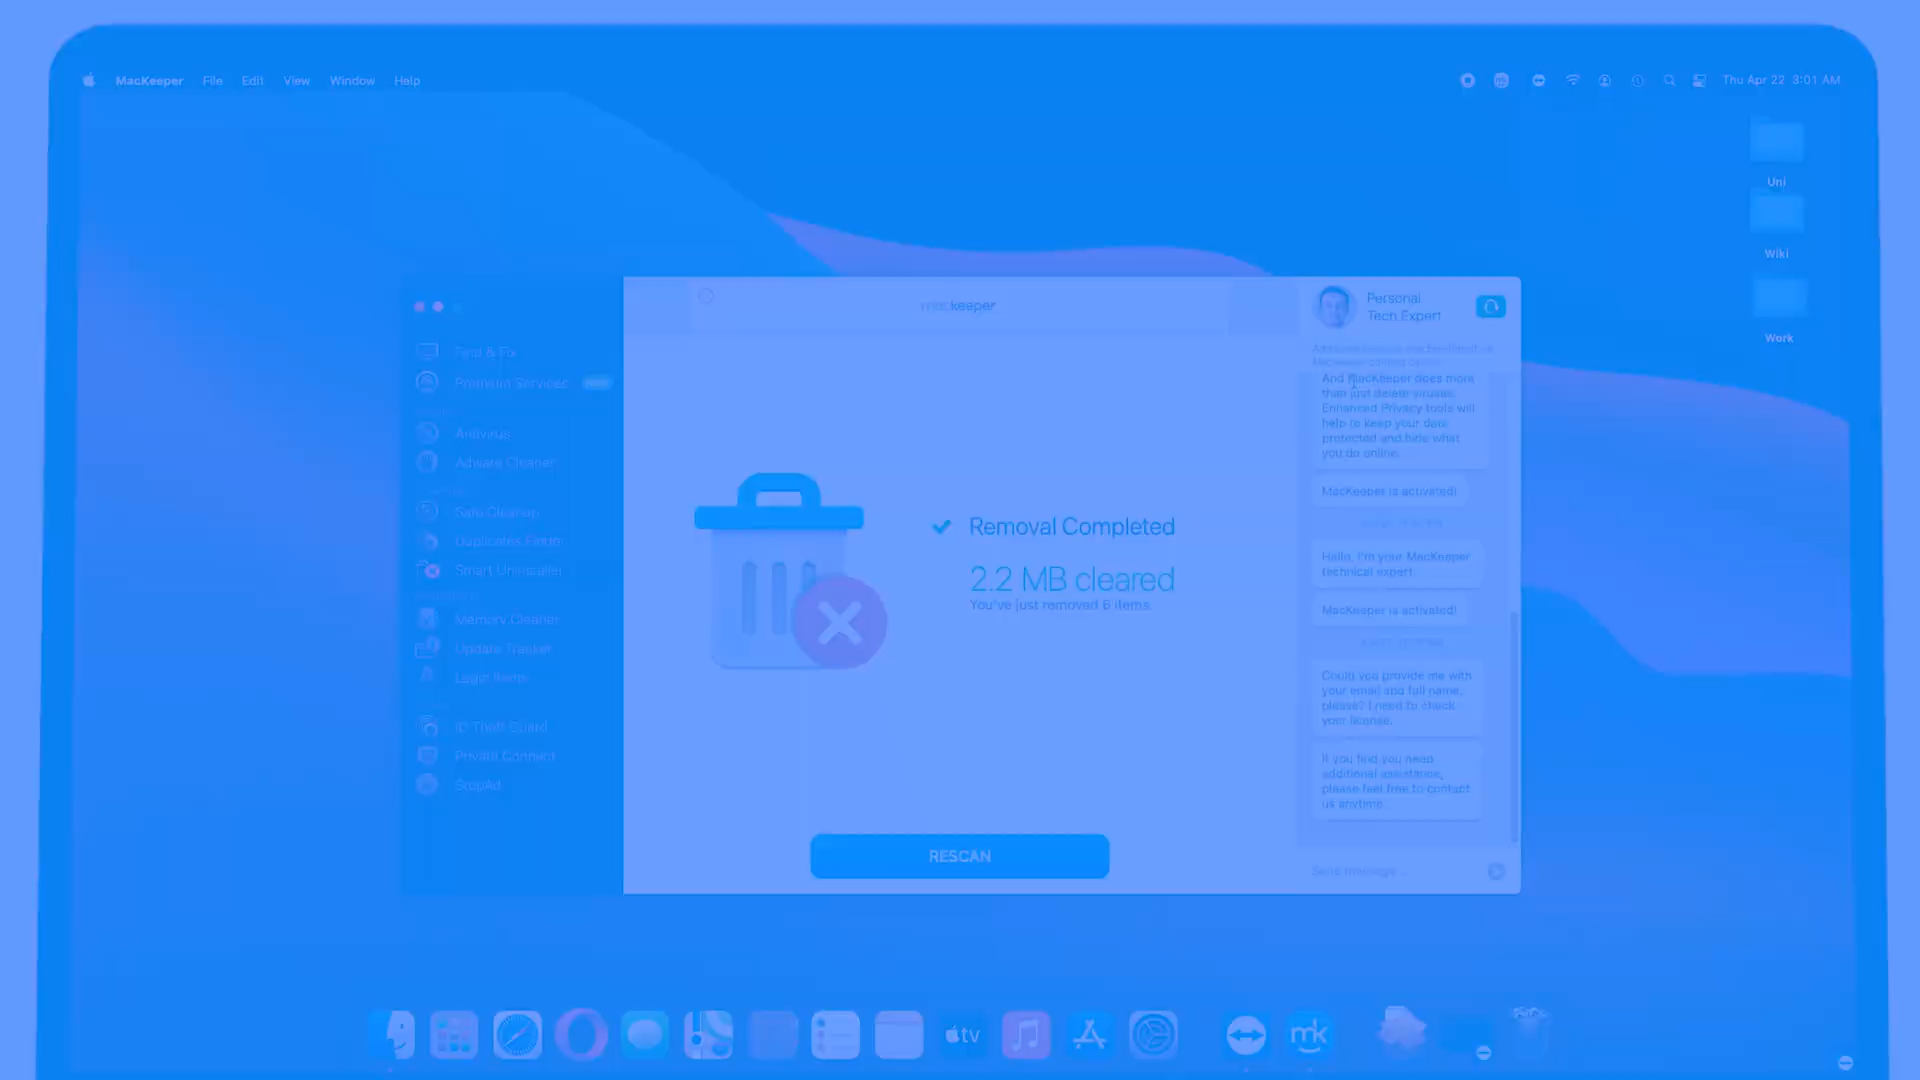 MacKeeper File Edit View Window Help
Thu Apr 22 3:01 AM
Uni
Wiki
Work
mackeeper
Find & Fix
Premium Services
Antivirus
Adware Cleaner
Safe Cleanup
Duplicates Finder
Smart Uninstaller
Memory Cleaner
Update Tracker
Login Items
ID Theft Guard
Private Connect
StopAd
Removal Completed
2.2 MB cleared
You've just removed 6 items.
RESCAN
Personal
Tech Expert
And MacKeeper does more
than just delete viruses.
Enhanced Privacy tools will
help to keep your data
protected and hide what
you do online.
MacKeeper is activated!
Hello, I'm your MacKeeper
technical expert.
MacKeeper is activated!
Could you provide me with
your email and full name,
please? I need to check
your license.
If you find you need
additional assistance,
please feel free to contact
us anytime.
Send message...
tv
mk